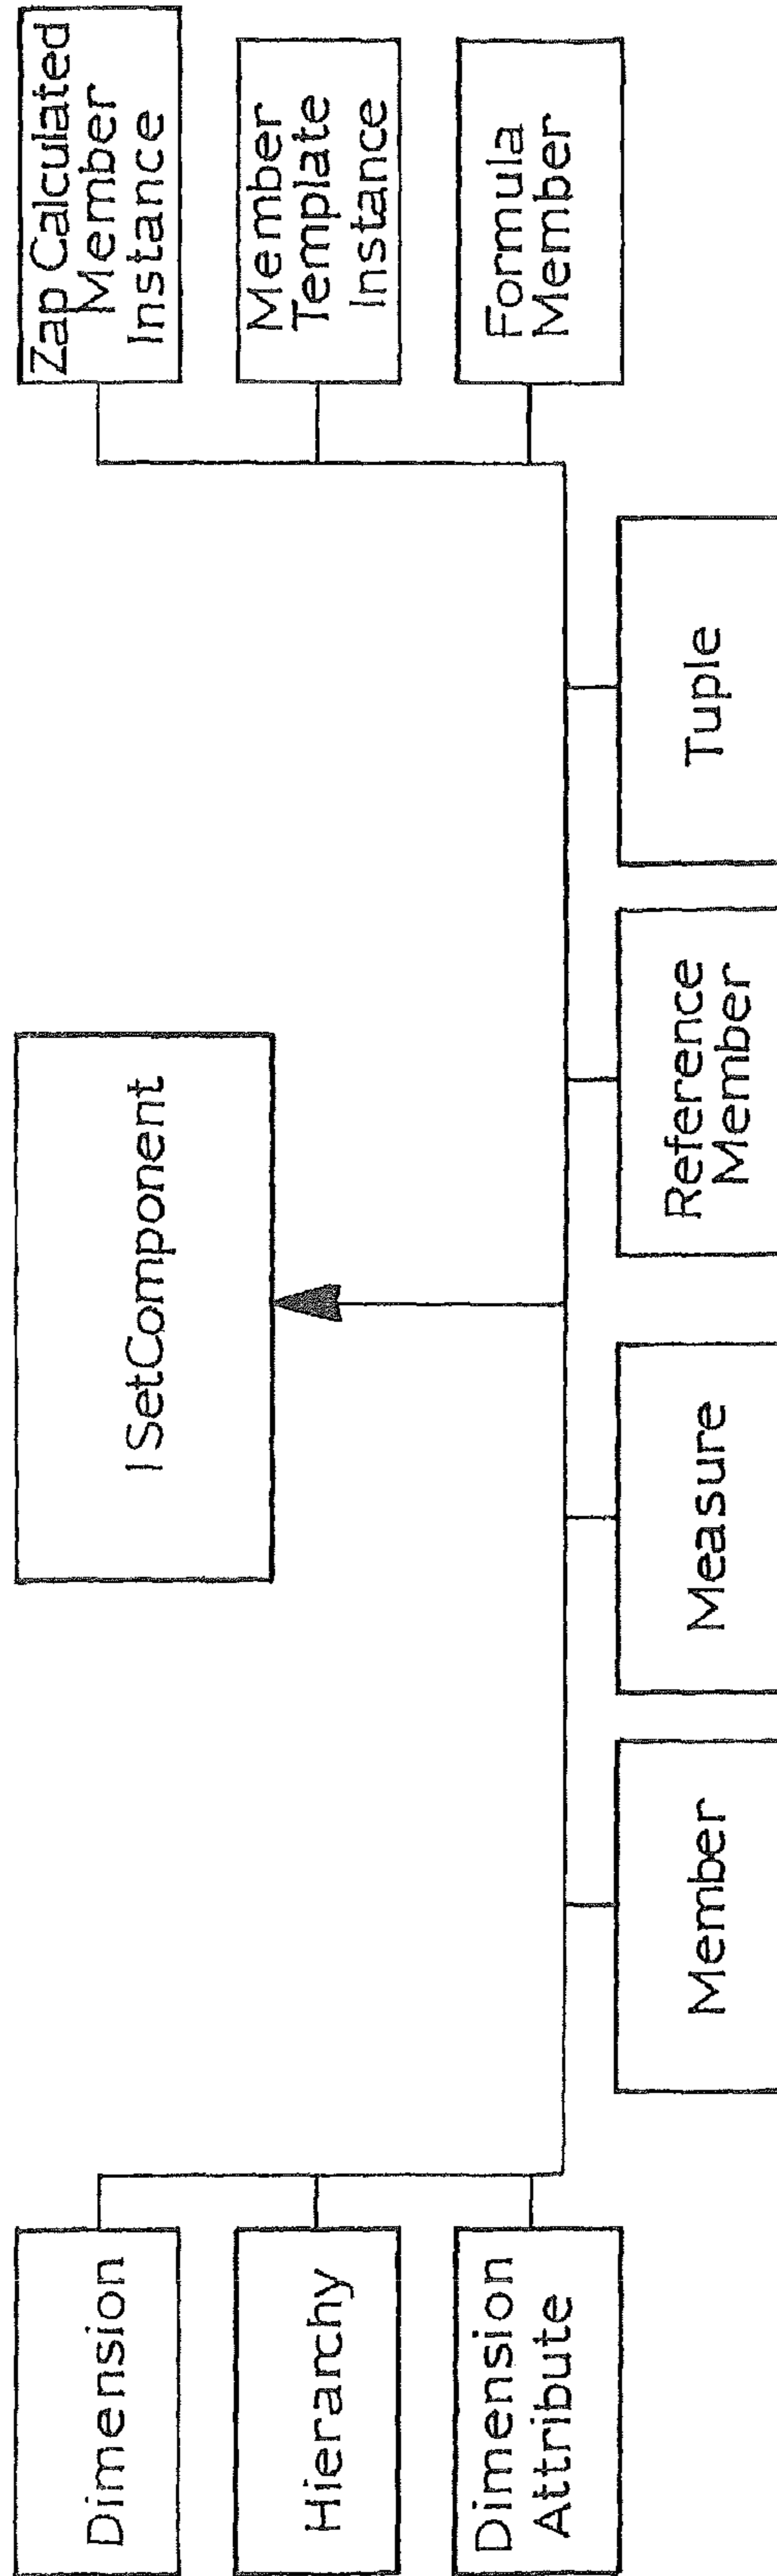 ISetComponent
Dimension
Hierarchy
Dimension
Attribute
Member
Measure
Reference
Member
Tuple
Zap Calculated
Member
Instance
Member
Template
Instance
Formula
Member